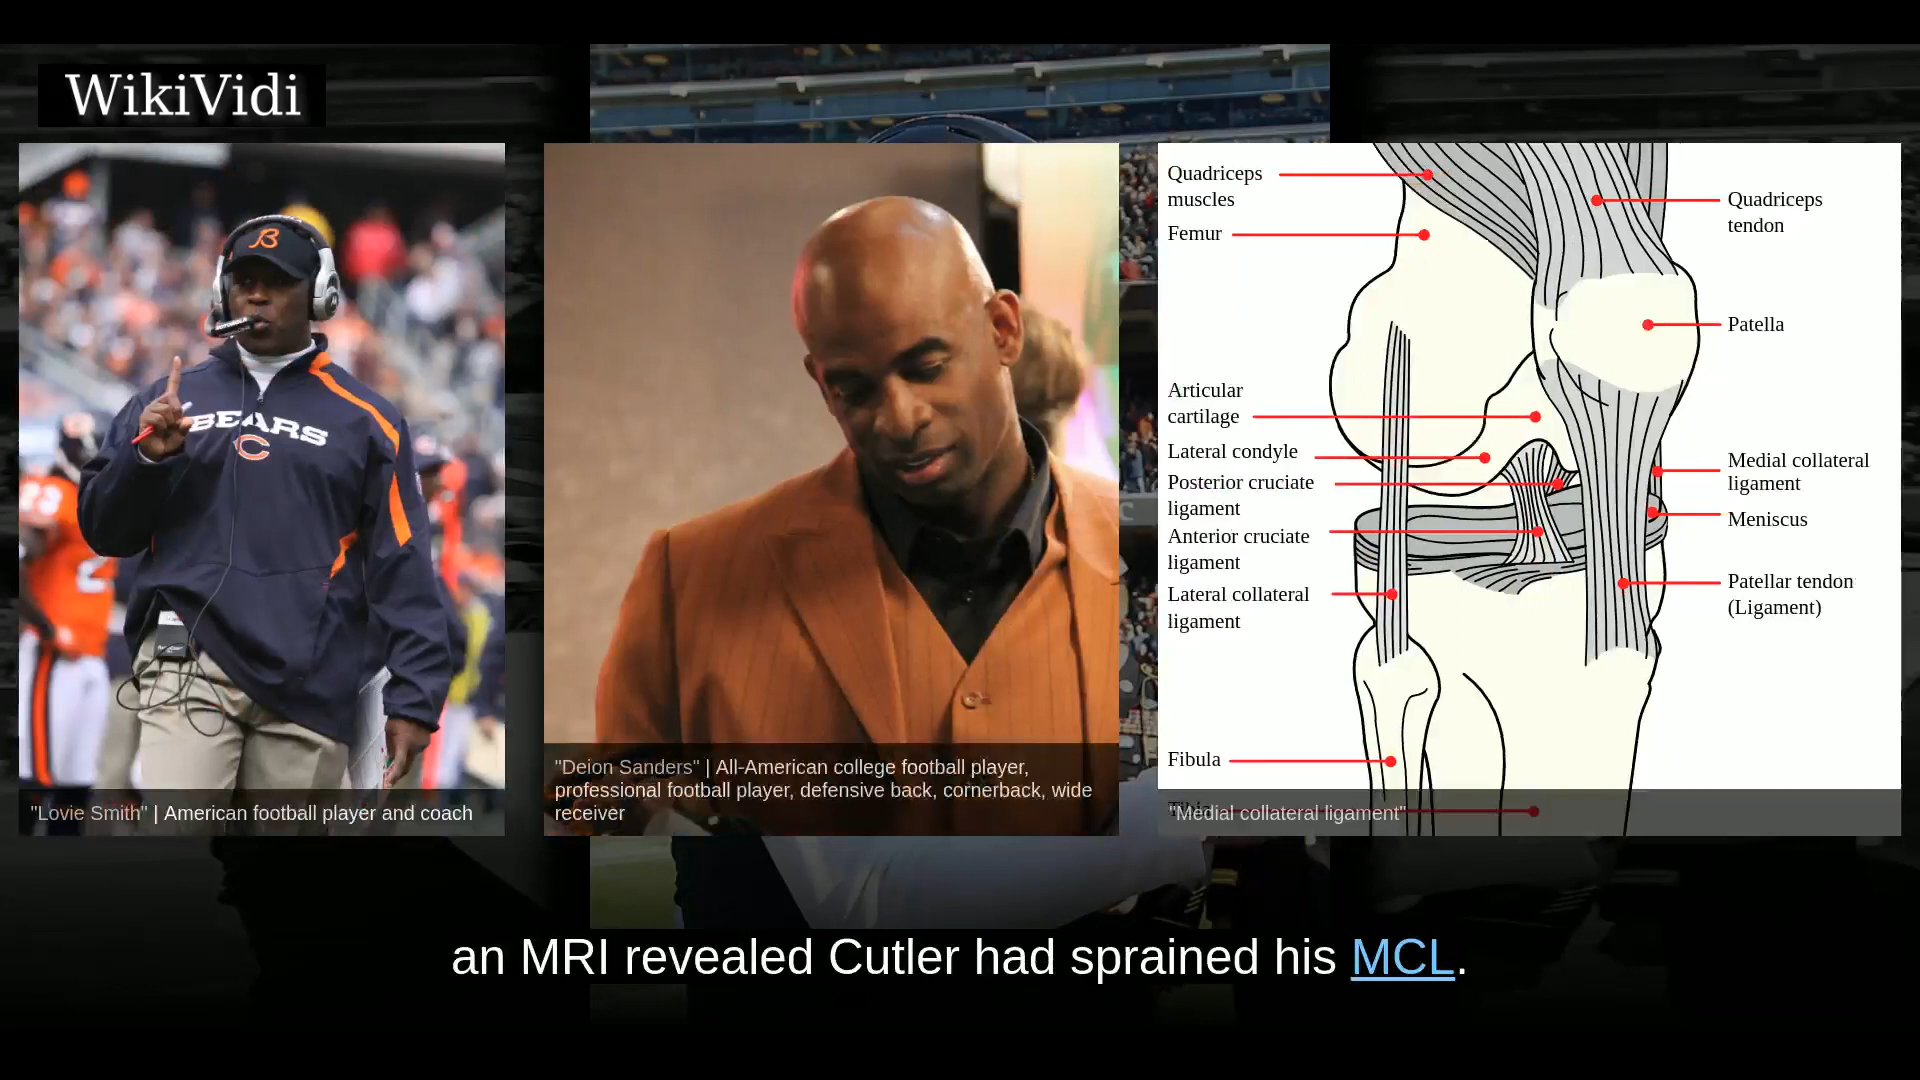 WikiVidi
B
BEARS
C
"Lovie Smith" | American football player and coach
"Deion Sanders" | All-American college football player,
professional football player, defensive back, cornerback, wide
receiver
Quadriceps
muscles
Femur
Articular
cartilage
Lateral condyle
Posterior cruciate
ligament
Anterior cruciate
ligament
Lateral collateral
ligament
Fibula
Tibia
Quadriceps
tendon
Patella
Medial collateral
ligament
Meniscus
Patellar tendon
(Ligament)
"Medial collateral ligament"
an MRI revealed Cutler had sprained his MCL.